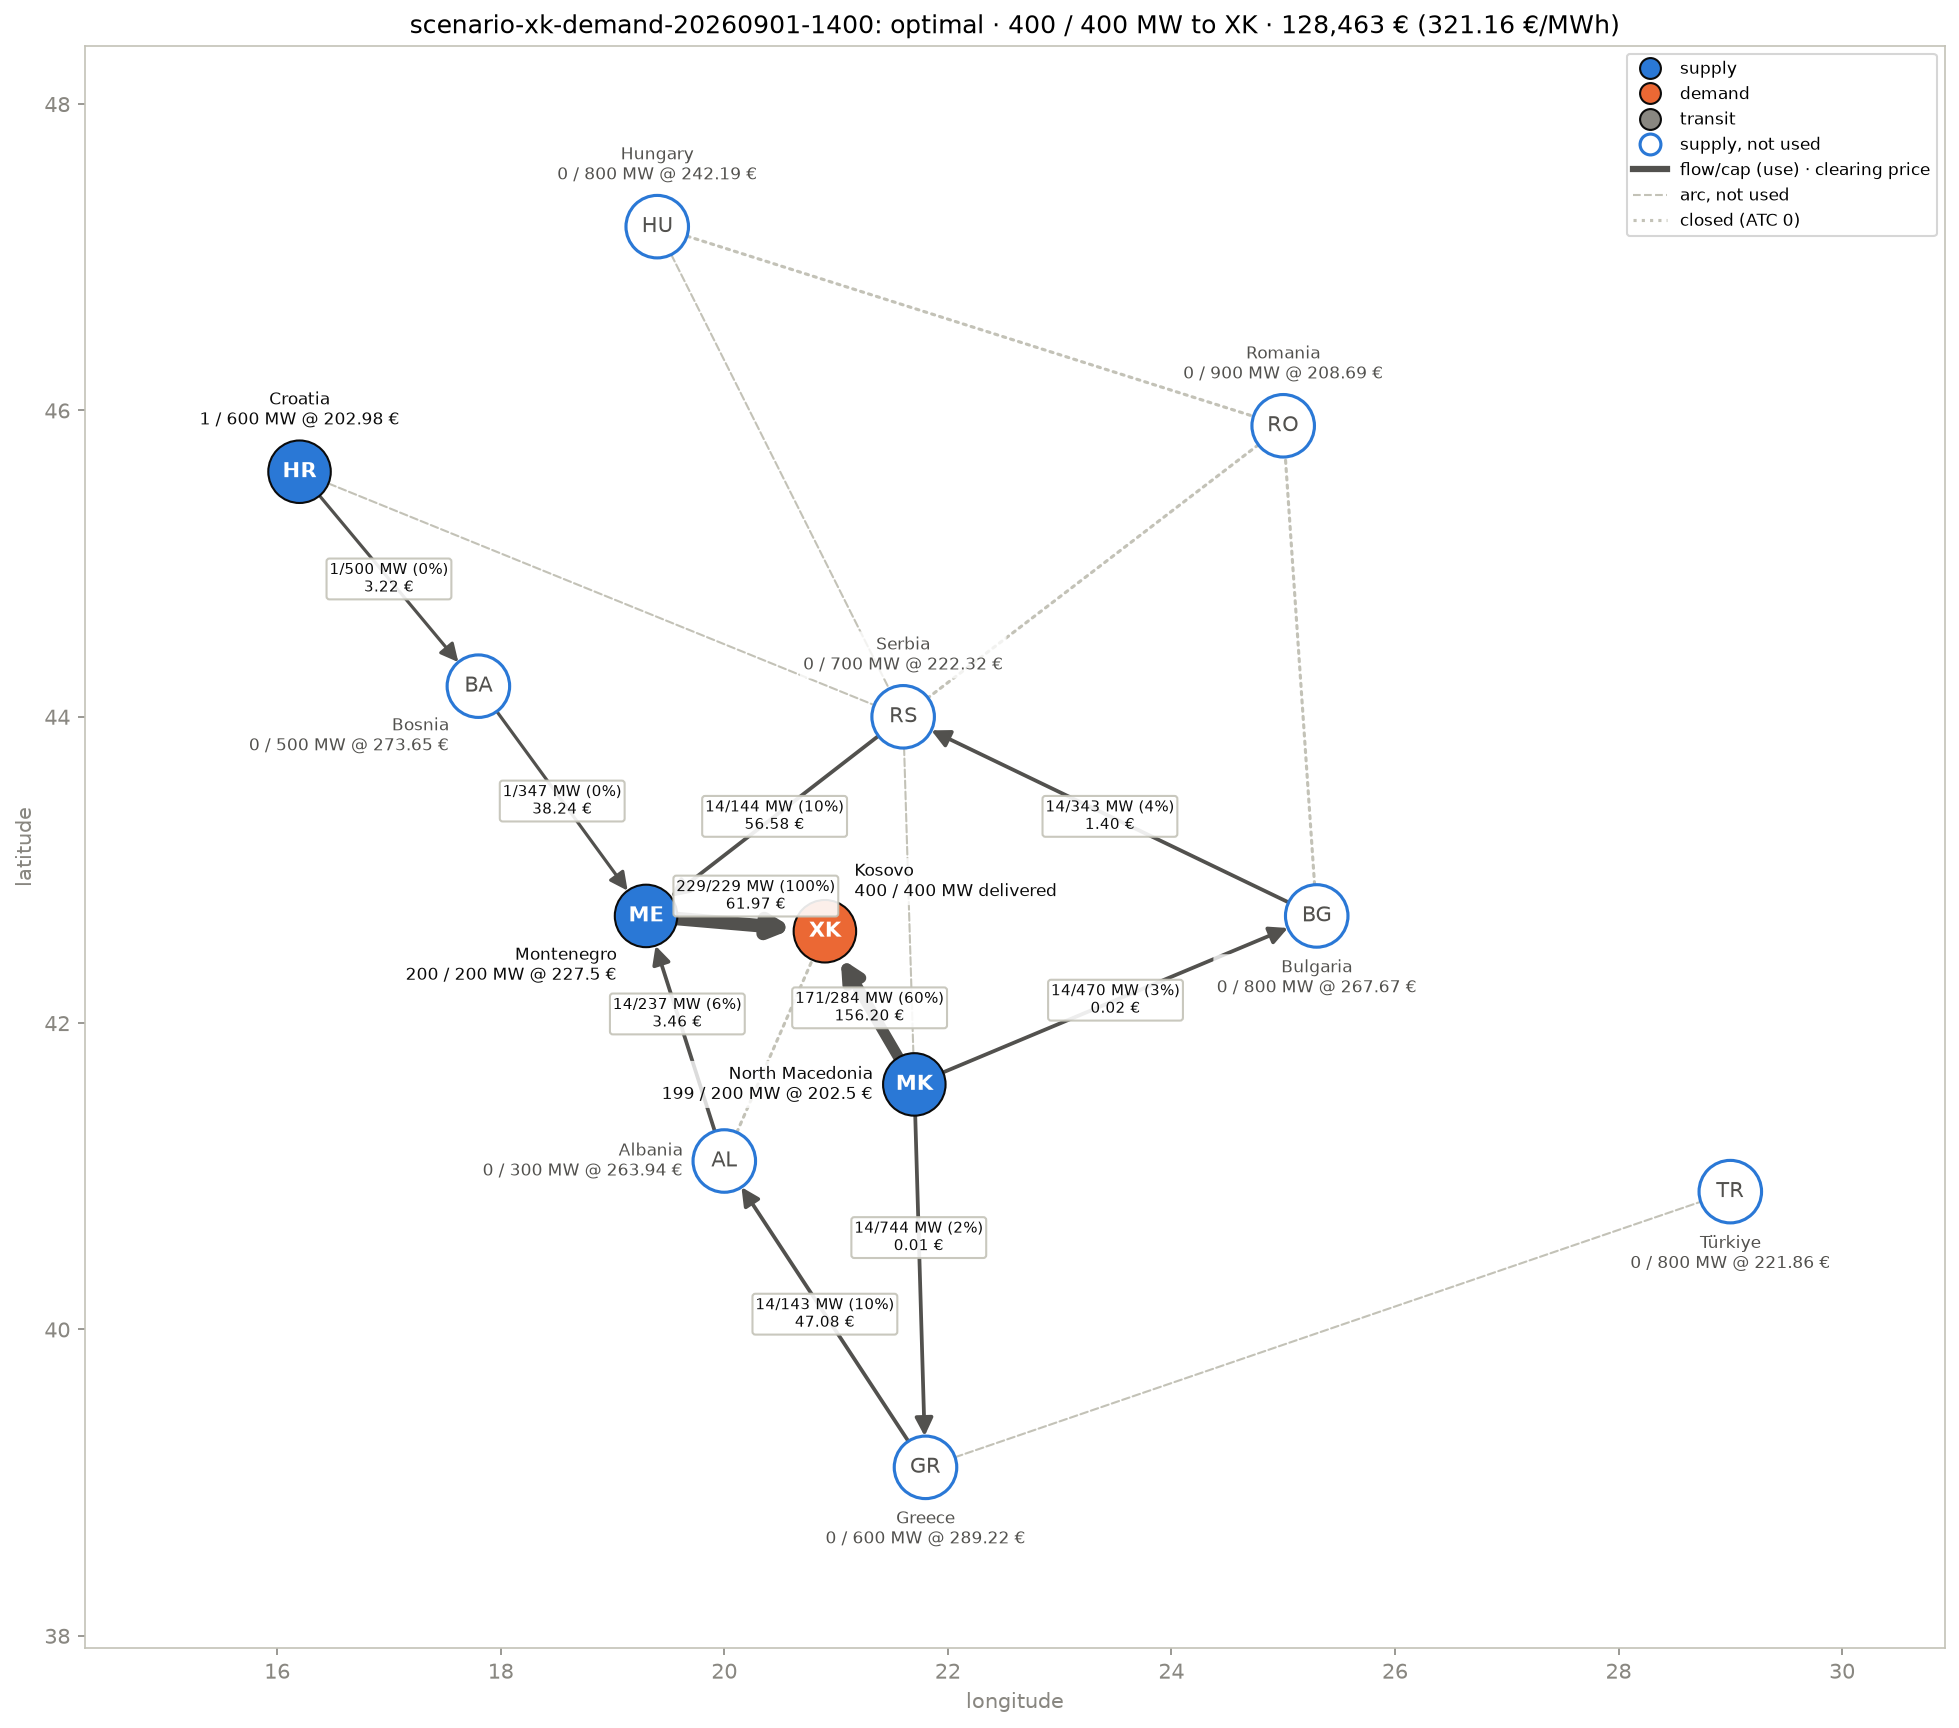 scenario-xk-demand-20260901-1400: optimal · 400 / 400 MW to XK · 128,463 € (321.16 €/MWh)
supply
demand
transit
supply, not used
flow/cap (use) · clearing price
arc, not used
closed (ATC 0)
48
46
44
42
40
38
latitude
Hungary
0 / 800 MW @ 242.19 €
HU
Romania
0 / 900 MW @ 208.69 €
RO
Croatia
1 / 600 MW @ 202.98 €
HR
1/500 MW (0%)
3.22 €
Serbia
0 / 700 MW @ 222.32 €
RS
BA
Bosnia
0 / 500 MW @ 273.65 €
1/347 MW (0%)
38.24 €
14/144 MW (10%)
56.58 €
14/343 MW (4%)
1.40 €
Kosovo
400 / 400 MW delivered
229/229 MW (100%)
61.97 €
ME
XK
BG
Montenegro
200 / 200 MW @ 227.5 €
Bulgaria
0 / 800 MW @ 267.67 €
14/237 MW (6%)
3.46 €
171/284 MW (60%)
156.20 €
14/470 MW (3%)
0.02 €
North Macedonia
199 / 200 MW @ 202.5 €
MK
Albania
0 / 300 MW @ 263.94 €
AL
TR
Türkiye
0 / 800 MW @ 221.86 €
14/744 MW (2%)
0.01 €
14/143 MW (10%)
47.08 €
GR
Greece
0 / 600 MW @ 289.22 €
16
18
20
22
24
26
28
30
longitude